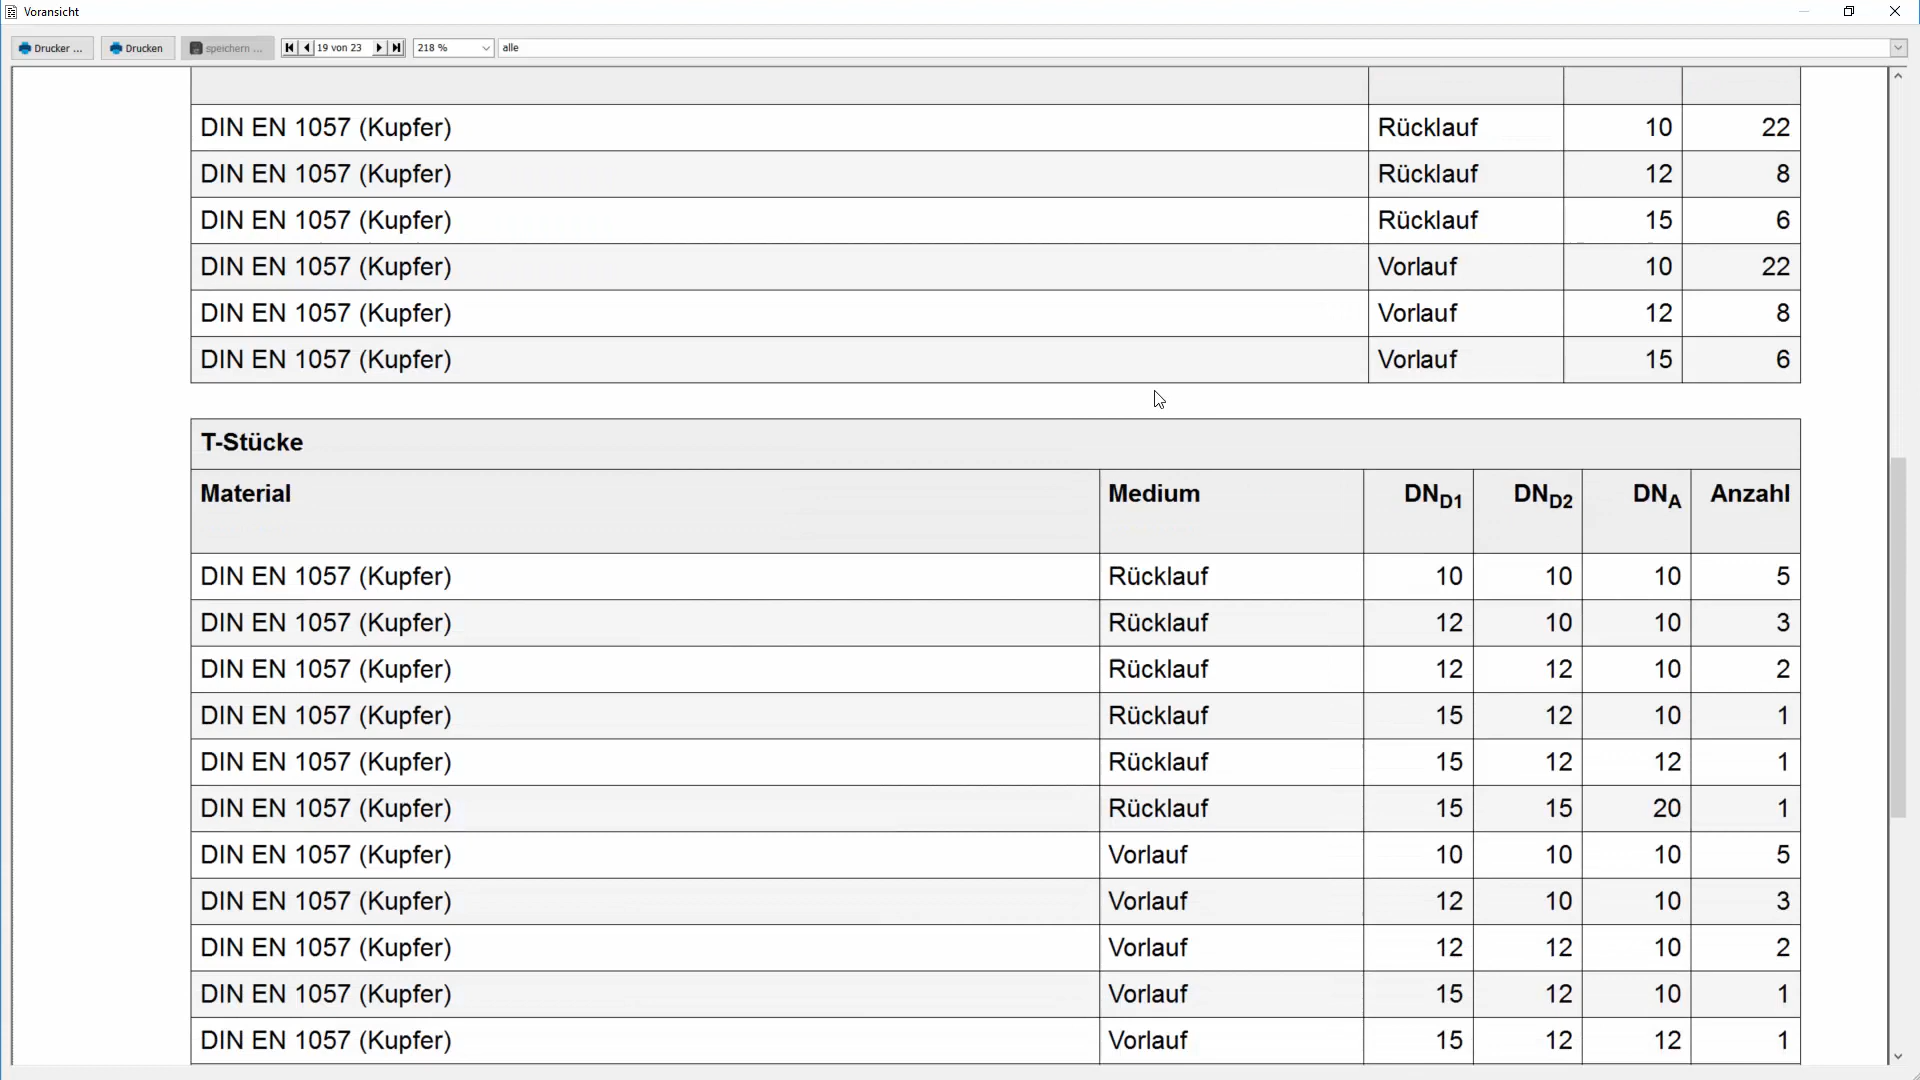 Voransicht
Drucker ... Drucken speichern ... 19 von 23 218 % alle
DIN EN 1057 (Kupfer) Rücklauf 10 22
DIN EN 1057 (Kupfer) Rücklauf 12 8
DIN EN 1057 (Kupfer) Rücklauf 15 6
DIN EN 1057 (Kupfer) Vorlauf 10 22
DIN EN 1057 (Kupfer) Vorlauf 12 8
DIN EN 1057 (Kupfer) Vorlauf 15 6
T-Stücke
Material Medium DND1 DND2 DNA Anzahl
DIN EN 1057 (Kupfer) Rücklauf 10 10 10 5
DIN EN 1057 (Kupfer) Rücklauf 12 10 10 3
DIN EN 1057 (Kupfer) Rücklauf 12 12 10 2
DIN EN 1057 (Kupfer) Rücklauf 15 12 10 1
DIN EN 1057 (Kupfer) Rücklauf 15 12 12 1
DIN EN 1057 (Kupfer) Rücklauf 15 15 20 1
DIN EN 1057 (Kupfer) Vorlauf 10 10 10 5
DIN EN 1057 (Kupfer) Vorlauf 12 10 10 3
DIN EN 1057 (Kupfer) Vorlauf 12 12 10 2
DIN EN 1057 (Kupfer) Vorlauf 15 12 10 1
DIN EN 1057 (Kupfer) Vorlauf 15 12 12 1